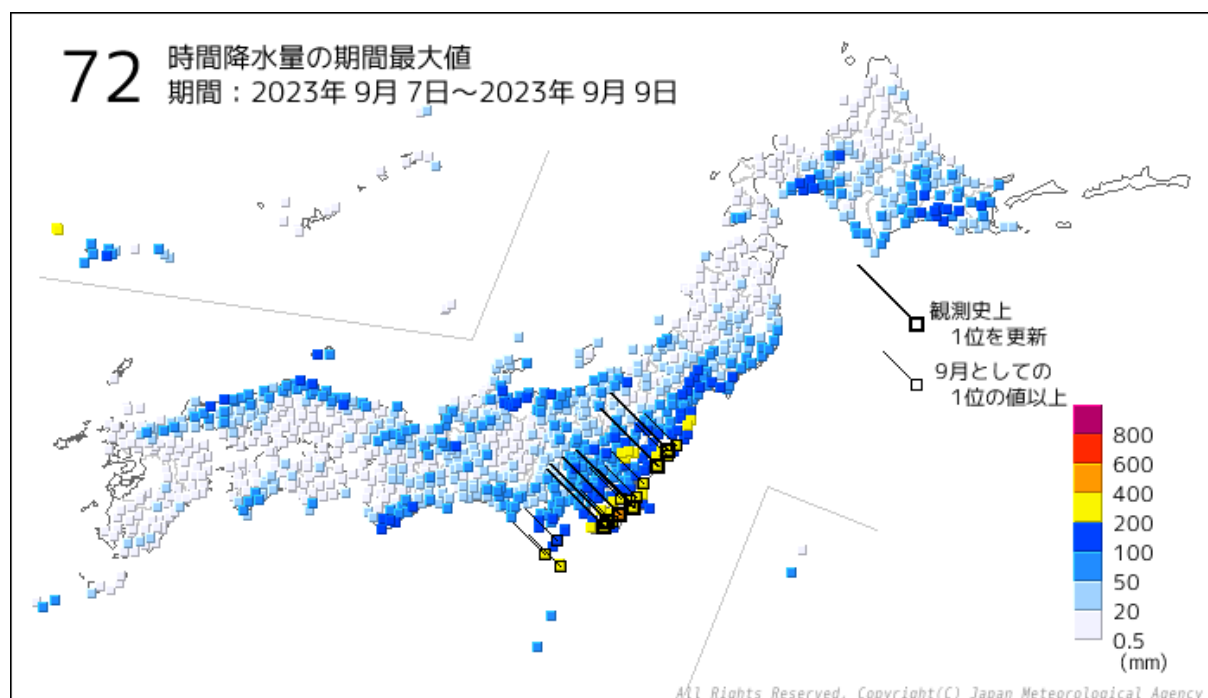 72
時間降水量の期間最大値
期間：2023年 9月 7日～2023年 9月 9日
観測史上
1位を更新
9月としての
1位の値以上
800
600
400
200
100
50
20
0.5
(mm)
All Rights Reserved. Copyright(C) Japan Meteorological Agency